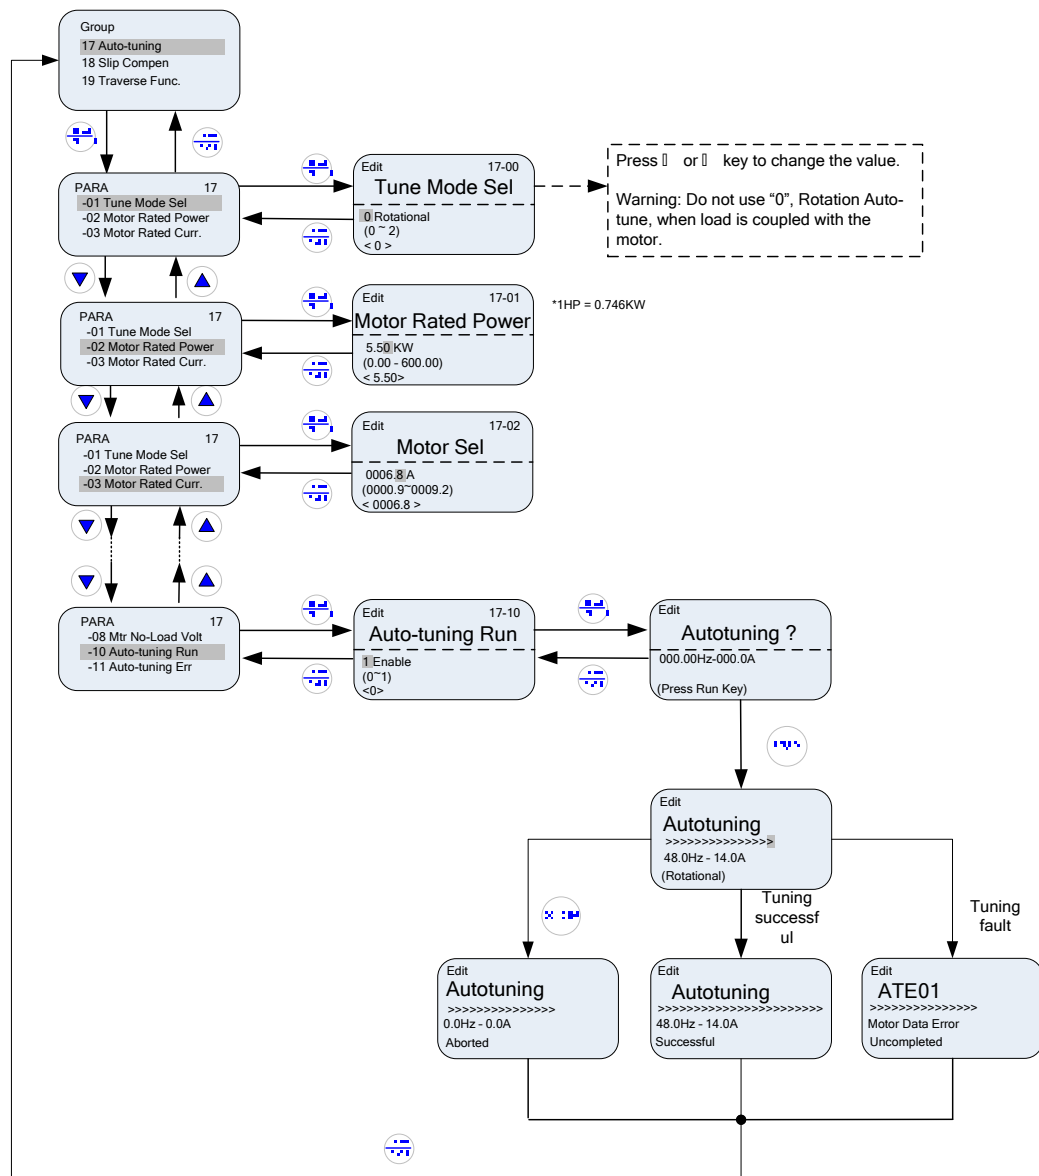 Group
17 Auto-tuning
18 Slip Compen
19 Traverse Func.
PARA 17
-01 Tune Mode Sel
-02 Motor Rated Power
-03 Motor Rated Curr.
Edit 17-00
Tune Mode Sel
0 Rotational
(0 ~ 2)
< 0 >
Press or key to change the value.
Warning: Do not use “0”, Rotation Auto-
tune, when load is coupled with the
motor.
PARA 17
-01 Tune Mode Sel
-02 Motor Rated Power
-03 Motor Rated Curr.
Edit 17-01
Motor Rated Power
5.50 KW
(0.00 - 600.00)
< 5.50>
*1HP = 0.746KW
PARA 17
-01 Tune Mode Sel
-02 Motor Rated Power
-03 Motor Rated Curr.
Edit 17-02
Motor Sel
0006.8 A
(0000.9~0009.2)
< 0006.8 >
PARA 17
-08 Mtr No-Load Volt
-10 Auto-tuning Run
-11 Auto-tuning Err
Edit 17-10
Auto-tuning Run
1 Enable
(0~1)
<0>
Edit
Autotuning ?
000.00Hz-000.0A
(Press Run Key)
Edit
Autotuning
>>>>>>>>>>>>>>>
48.0Hz - 14.0A
(Rotational)
Tuning
successf
ul
Tuning
fault
Edit
Autotuning
>>>>>>>>>>>>>>>
0.0Hz - 0.0A
Aborted
Edit
Autotuning
>>>>>>>>>>>>>>>>>>>>>>>
48.0Hz - 14.0A
Successful
Edit
ATE01
>>>>>>>>>>>>>>>
Motor Data Error
Uncompleted